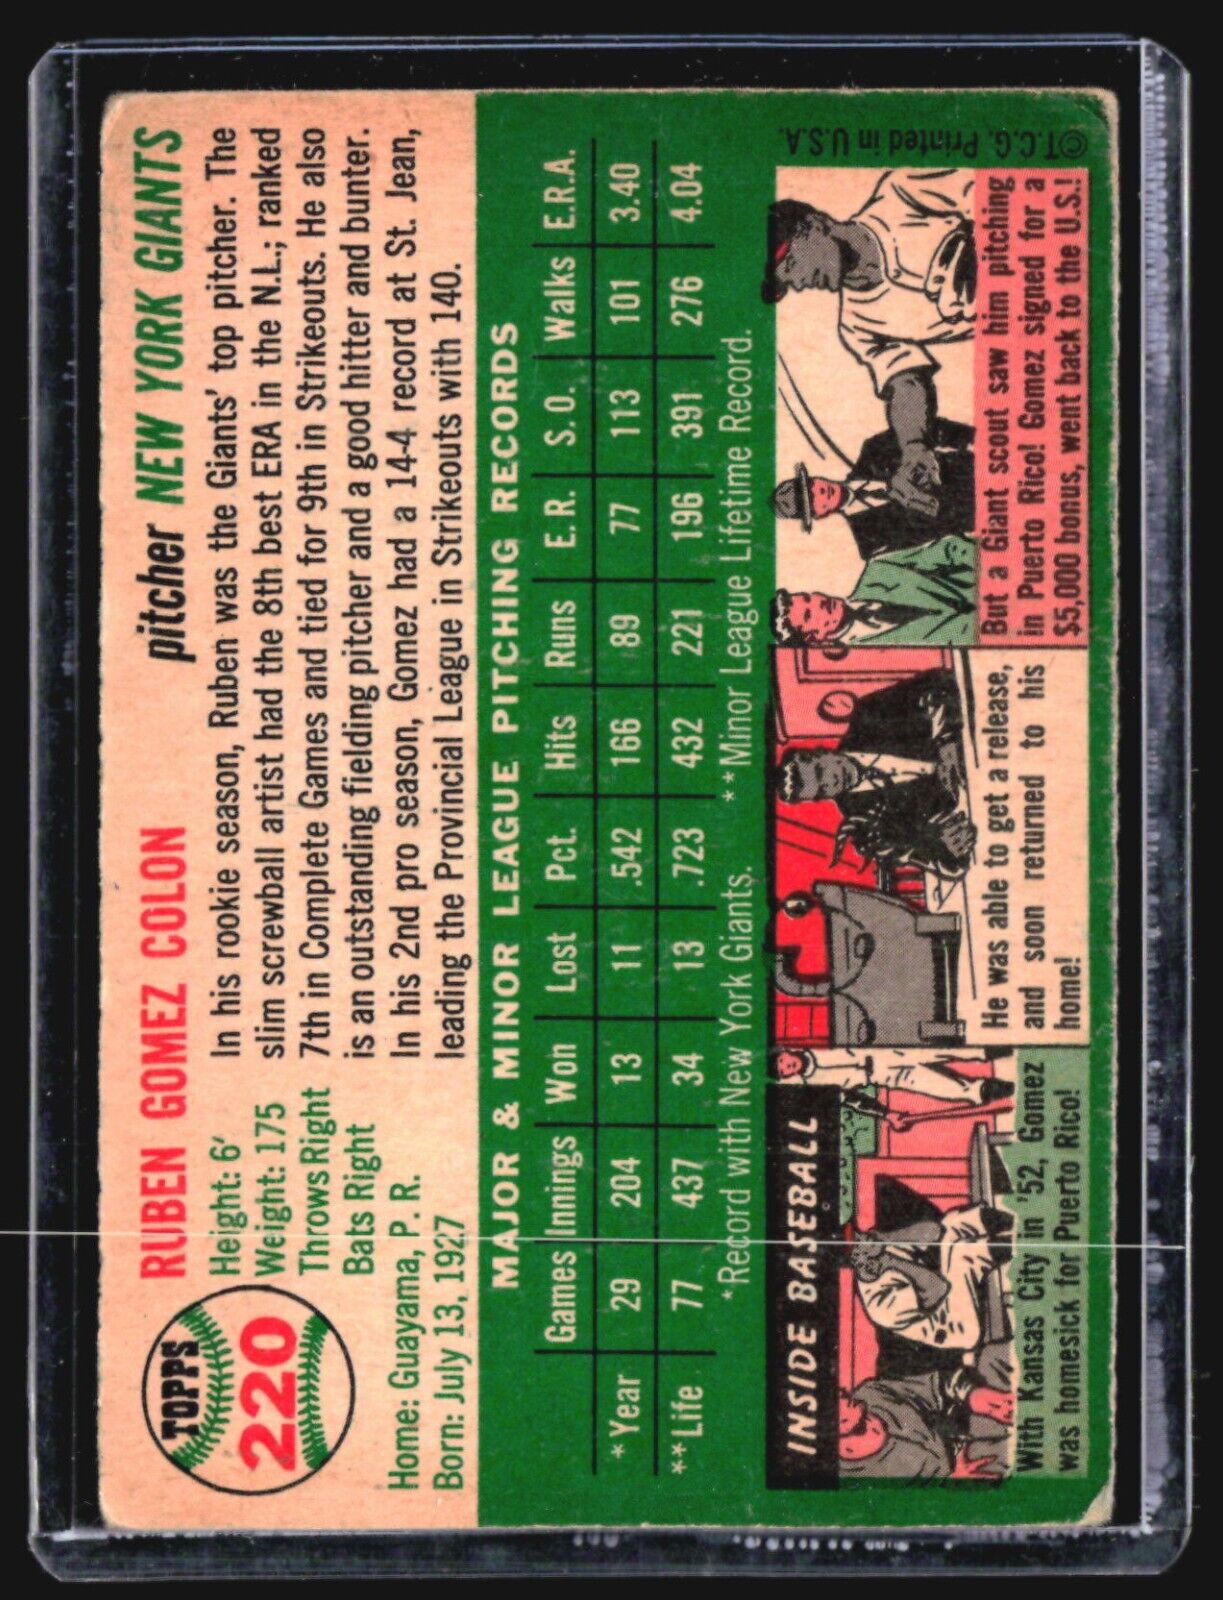 TOPPS
220
RUBEN GOMEZ COLON
pitcher NEW YORK GIANTS
Height: 6'
Weight: 175
Throws Right
Bats Right
Home: Guayama, P. R.
Born: July 13, 1927
In his rookie season, Ruben was the Giants' top pitcher. The
slim screwball artist had the 8th best ERA in the N.L.; ranked
7th in Complete Games and tied for 9th in Strikeouts. He also
is an outstanding fielding pitcher and a good hitter and bunter.
In his 2nd pro season, Gomez had a 14-4 record at St. Jean,
leading the Provincial League in Strikeouts with 140.
MAJOR & MINOR LEAGUE PITCHING RECORDS
Games Innings Won Lost Pct. Hits Runs E.R. S.O. Walks E.R.A.
*Year 29 204 13 11 .542 166 89 77 113 101 3.40
**Life 77 437 34 13 .723 432 221 196 391 276 4.04
*Record with New York Giants. **Minor League Lifetime Record.
INSIDE BASEBALL
With Kansas City in '52, Gomez
was homesick for Puerto Rico!
He was able to get a release,
and soon returned to his
home!
But a Giant scout saw him pitching
in Puerto Rico! Gomez signed for a
$5,000 bonus, went back to the U.S.!
©T.C.G. Printed in U.S.A.